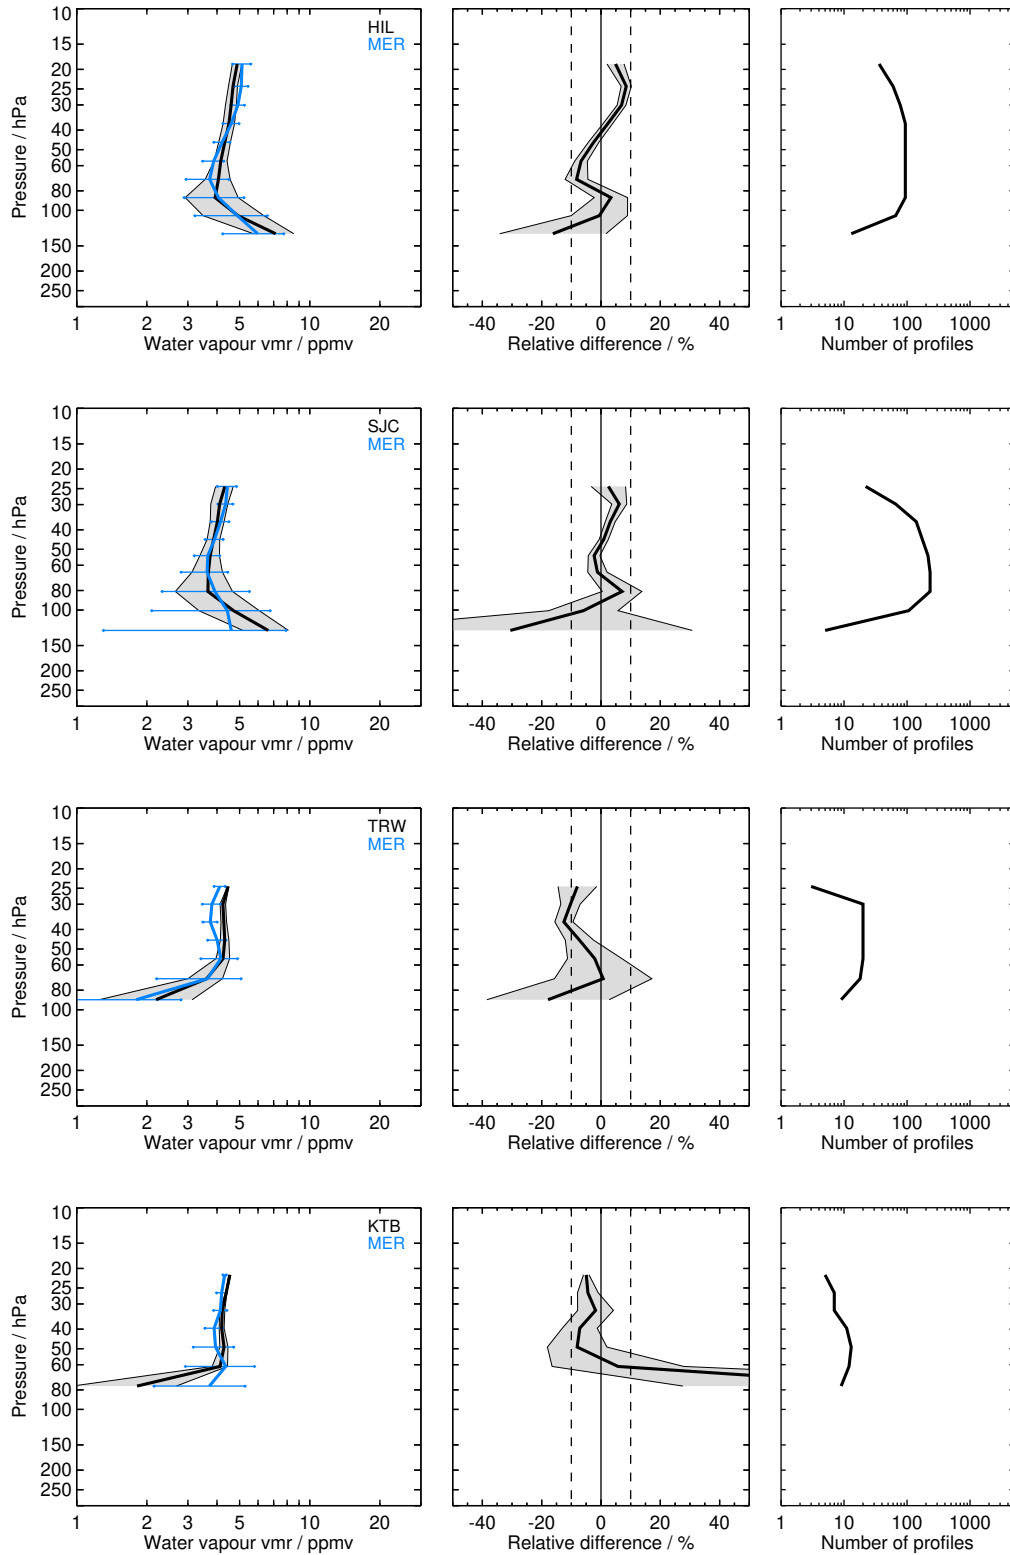 HIL
MER
10
15
20
25
30
40
50
60
80
100
150
200
250
Pressure / hPa
1 2 3 5 10 20
Water vapour vmr / ppmv
-40 -20 0 20 40
Relative difference / %
1 10 100 1000
Number of profiles
SJC
MER
10
15
20
25
30
40
50
60
80
100
150
200
250
Pressure / hPa
1 2 3 5 10 20
Water vapour vmr / ppmv
-40 -20 0 20 40
Relative difference / %
1 10 100 1000
Number of profiles
TRW
MER
10
15
20
25
30
40
50
60
80
100
150
200
250
Pressure / hPa
1 2 3 5 10 20
Water vapour vmr / ppmv
-40 -20 0 20 40
Relative difference / %
1 10 100 1000
Number of profiles
KTB
MER
10
15
20
25
30
40
50
60
80
100
150
200
250
Pressure / hPa
1 2 3 5 10 20
Water vapour vmr / ppmv
-40 -20 0 20 40
Relative difference / %
1 10 100 1000
Number of profiles